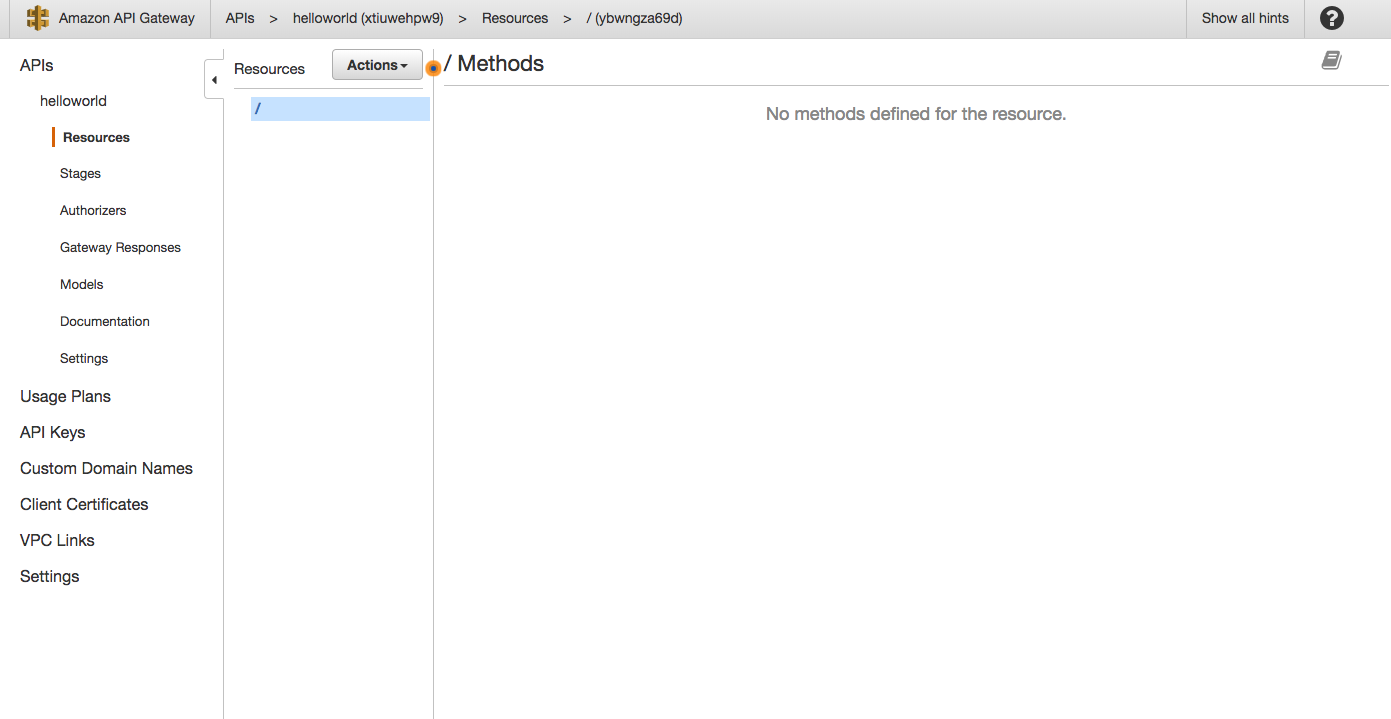 Amazon API Gateway
APIs > helloworld (xtiuwehpw9) > Resources > / (ybwngza69d)
Show all hints
?
APIs
helloworld
Resources
Stages
Authorizers
Gateway Responses
Models
Documentation
Settings
Usage Plans
API Keys
Custom Domain Names
Client Certificates
VPC Links
Settings
Resources
Actions
/
/ Methods
No methods defined for the resource.